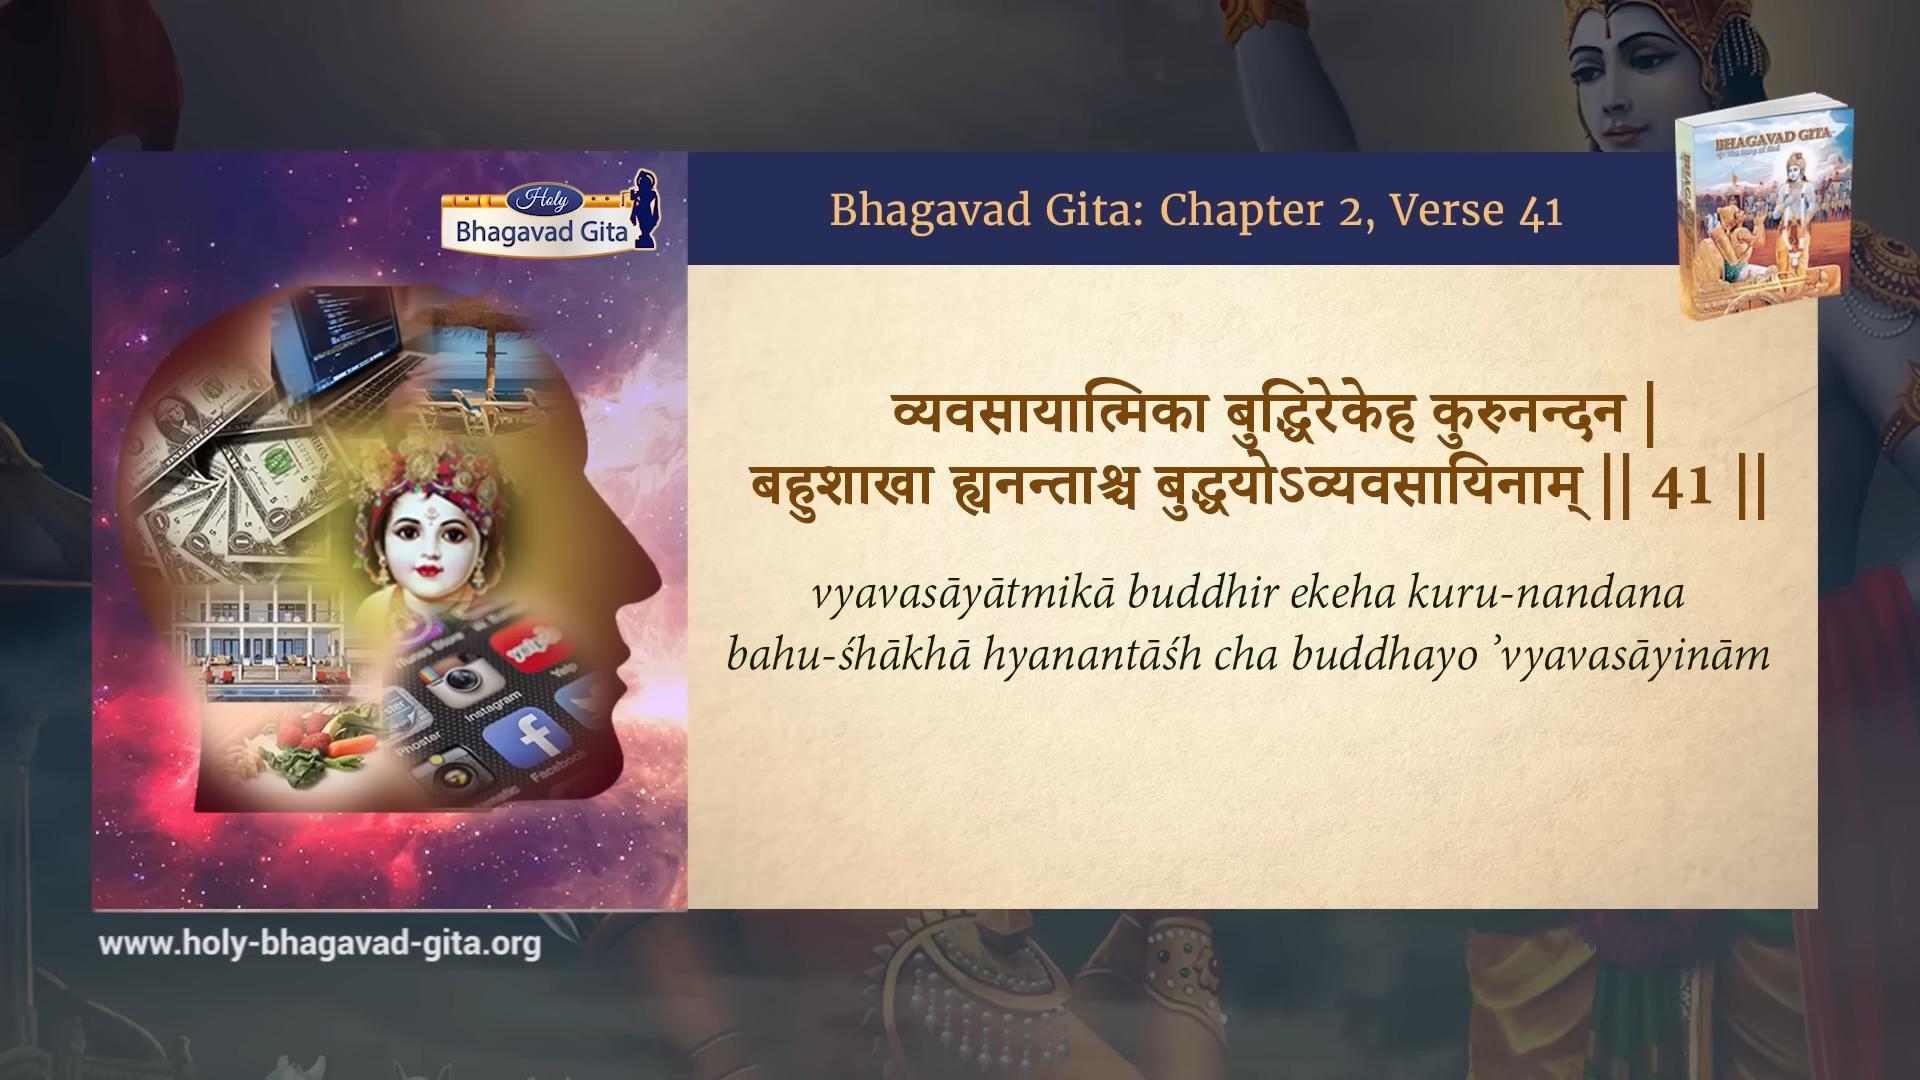 Holy
Bhagavad Gita
Bhagavad Gita: Chapter 2, Verse 41
BHAGAVAD GITA
व्यवसायात्मिका बुद्धिरेकेह कुरुनन्दन |
बहुशाखा ह्यनन्ताश्च बुद्धयोऽव्यवसायिनाम् || 41 ||
vyavasāyātmikā buddhir ekeha kuru-nandana
bahu-śhākhā hyanantāśh cha buddhayo ’vyavasāyinām
Yelp
Instagram
Phoster
Facebook
www.holy-bhagavad-gita.org